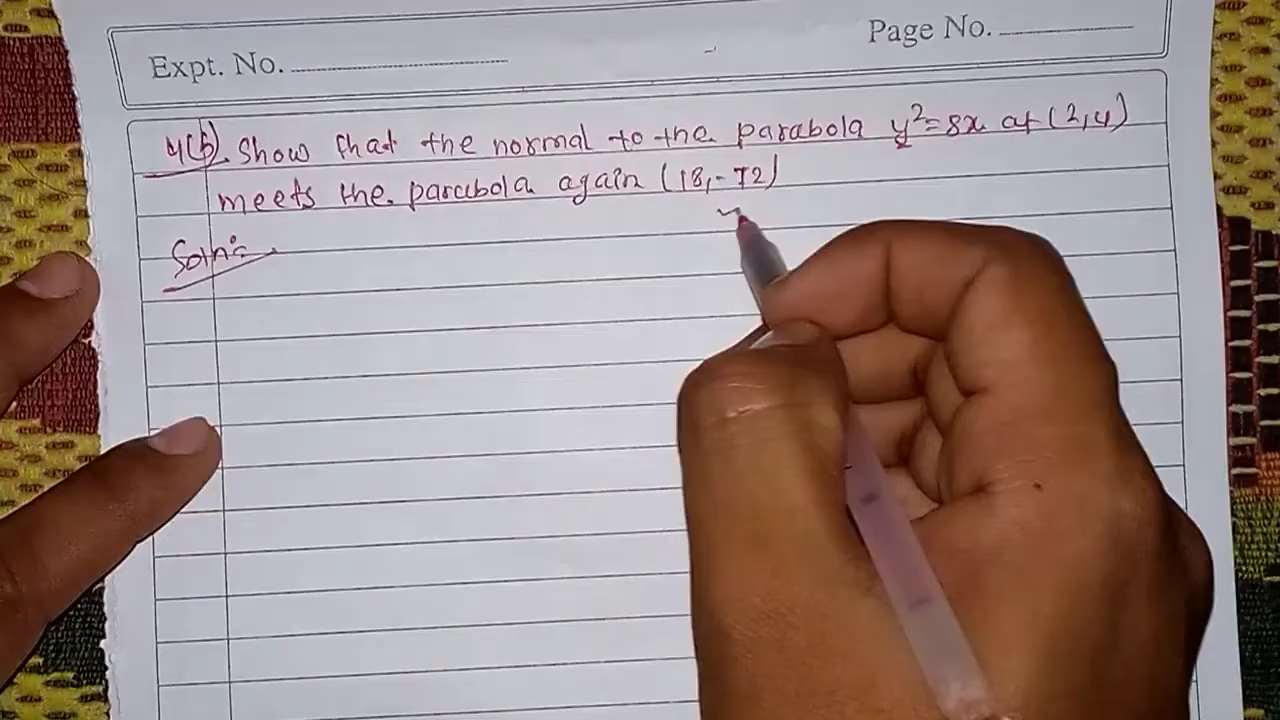 Expt. No.
Page No.
4(b). Show that the normal to the parabola y²=8x at (2,4)
meets the parabola again (18,-72)
Soln: